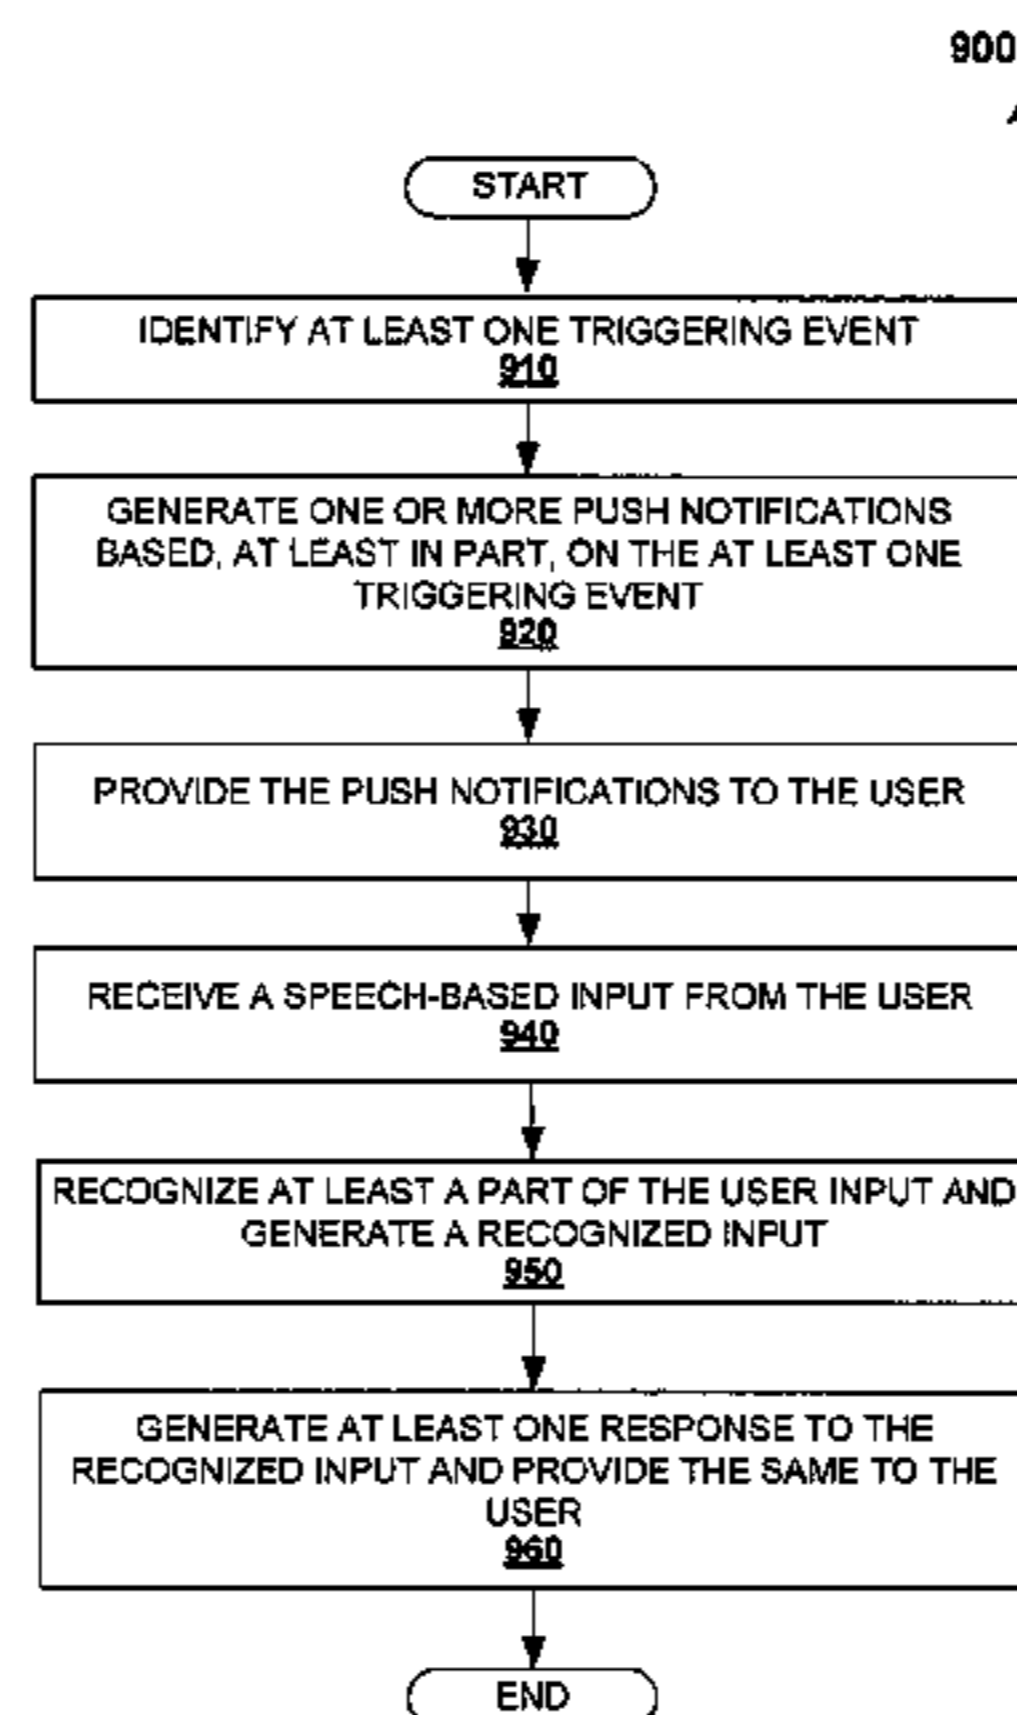 900
START
IDENTIFY AT LEAST ONE TRIGGERING EVENT
910
GENERATE ONE OR MORE PUSH NOTIFICATIONS
BASED, AT LEAST IN PART, ON THE AT LEAST ONE
TRIGGERING EVENT
920
PROVIDE THE PUSH NOTIFICATIONS TO THE USER
930
RECEIVE A SPEECH-BASED INPUT FROM THE USER
940
RECOGNIZE AT LEAST A PART OF THE USER INPUT AND
GENERATE A RECOGNIZED INPUT
950
GENERATE AT LEAST ONE RESPONSE TO THE
RECOGNIZED INPUT AND PROVIDE THE SAME TO THE
USER
960
END